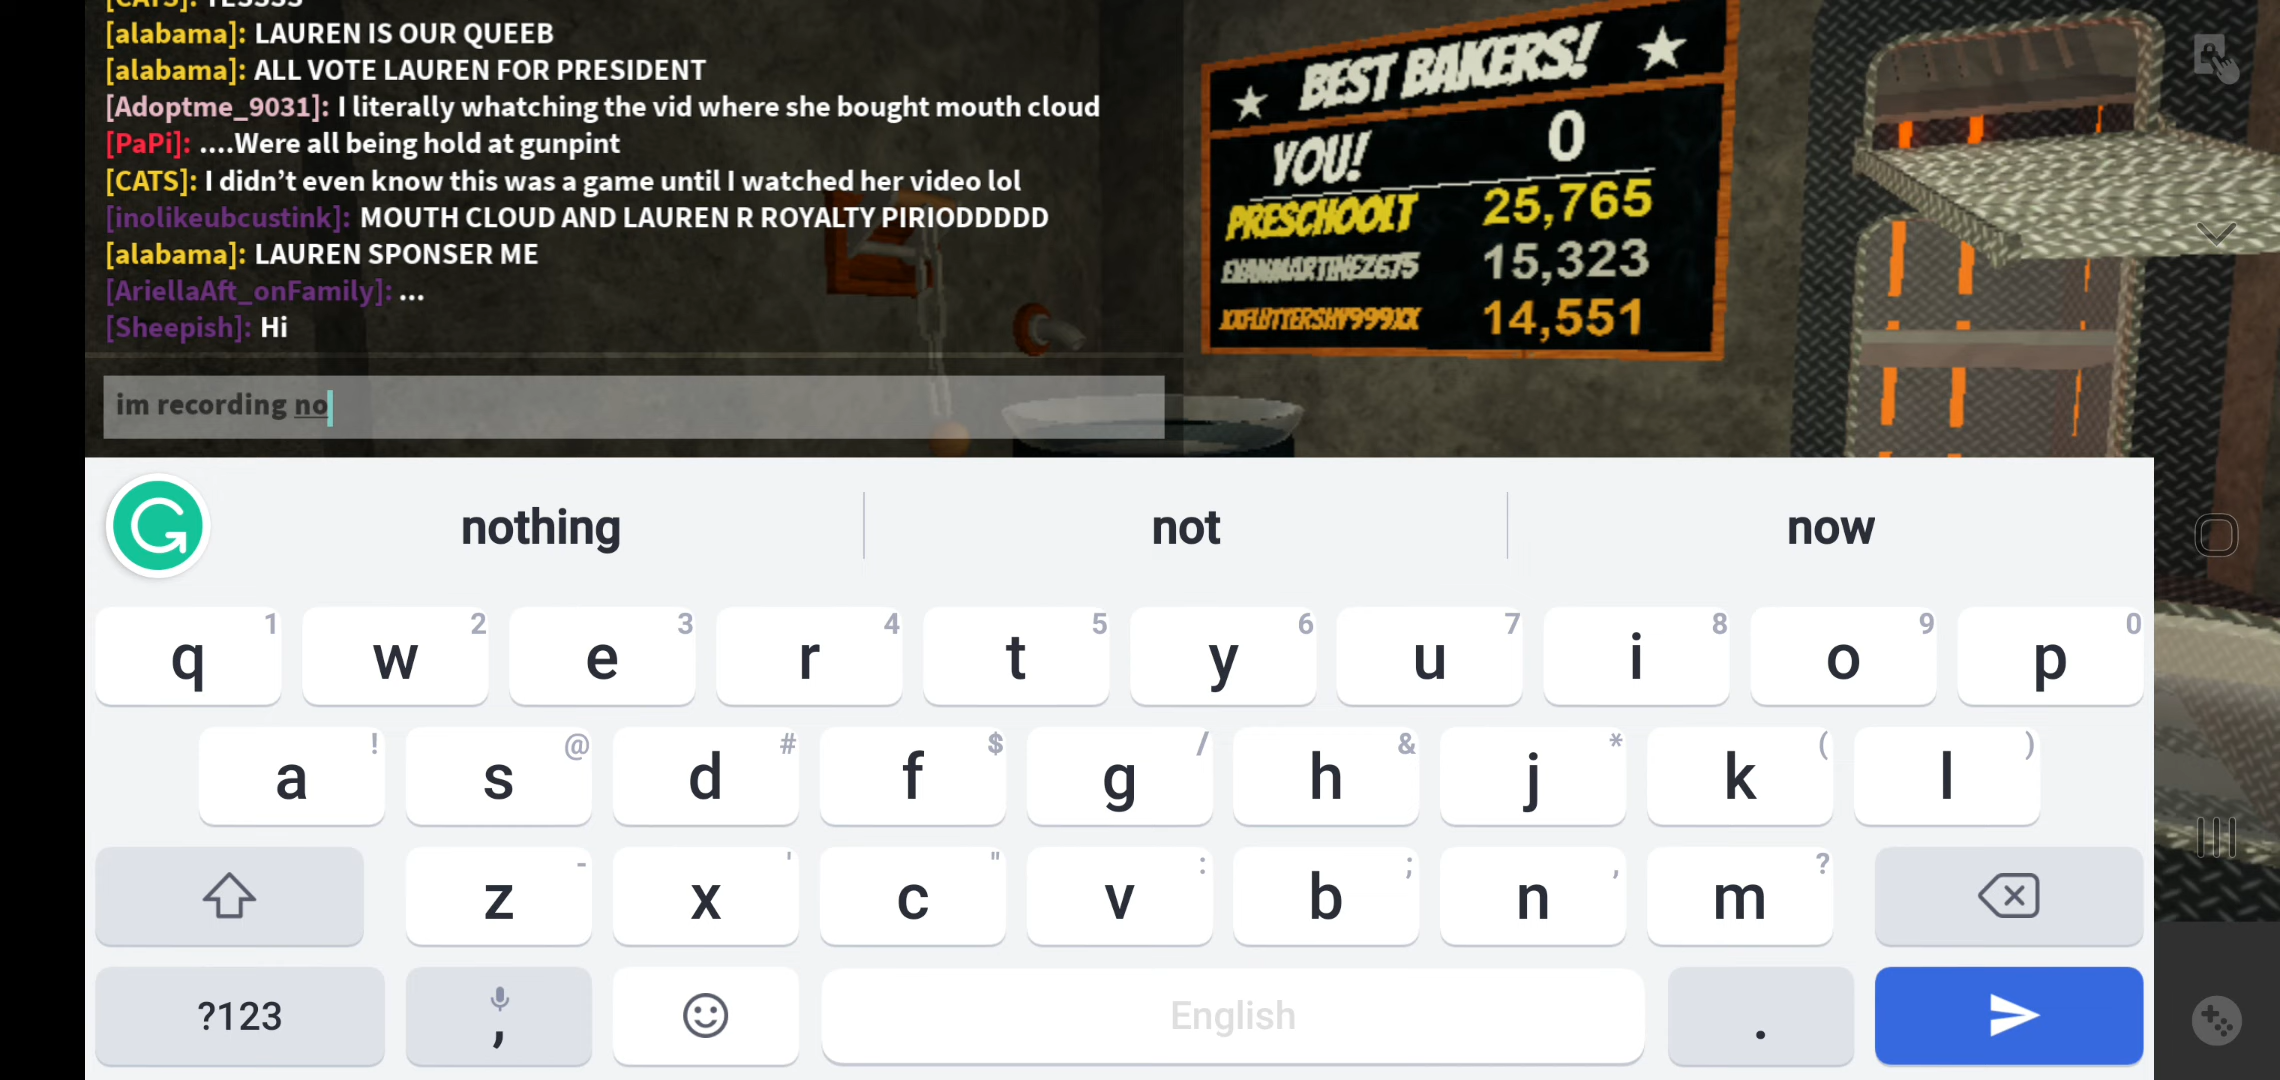 [CATS]: YESSSS
[alabama]: LAUREN IS OUR QUEEB
[alabama]: ALL VOTE LAUREN FOR PRESIDENT
[Adoptme_9031]: I literally whatching the vid where she bought mouth cloud
[PaPi]: ....Were all being hold at gunpint
[CATS]: I didn’t even know this was a game until I watched her video lol
[inolikeubcustink]: MOUTH CLOUD AND LAUREN R ROYALTY PIRIODDDDD
[alabama]: LAUREN SPONSER ME
[AriellaAft_onFamily]: ...
[Sheepish]: Hi
im recording no
BEST BAKERS!
YOU! 0
PRESCHOOLT 25,765
EXANMARTINEZ675 15,323
XXFLUTTERSHY999XX 14,551
nothing not now
q 1 w 2 e 3 r 4 t 5 y 6 u 7 i 8 o 9 p 0
a ! s @ d # f $ g / h & j * k ( l )
z - x ' c " v : b ; n , m ?
?123 , English .